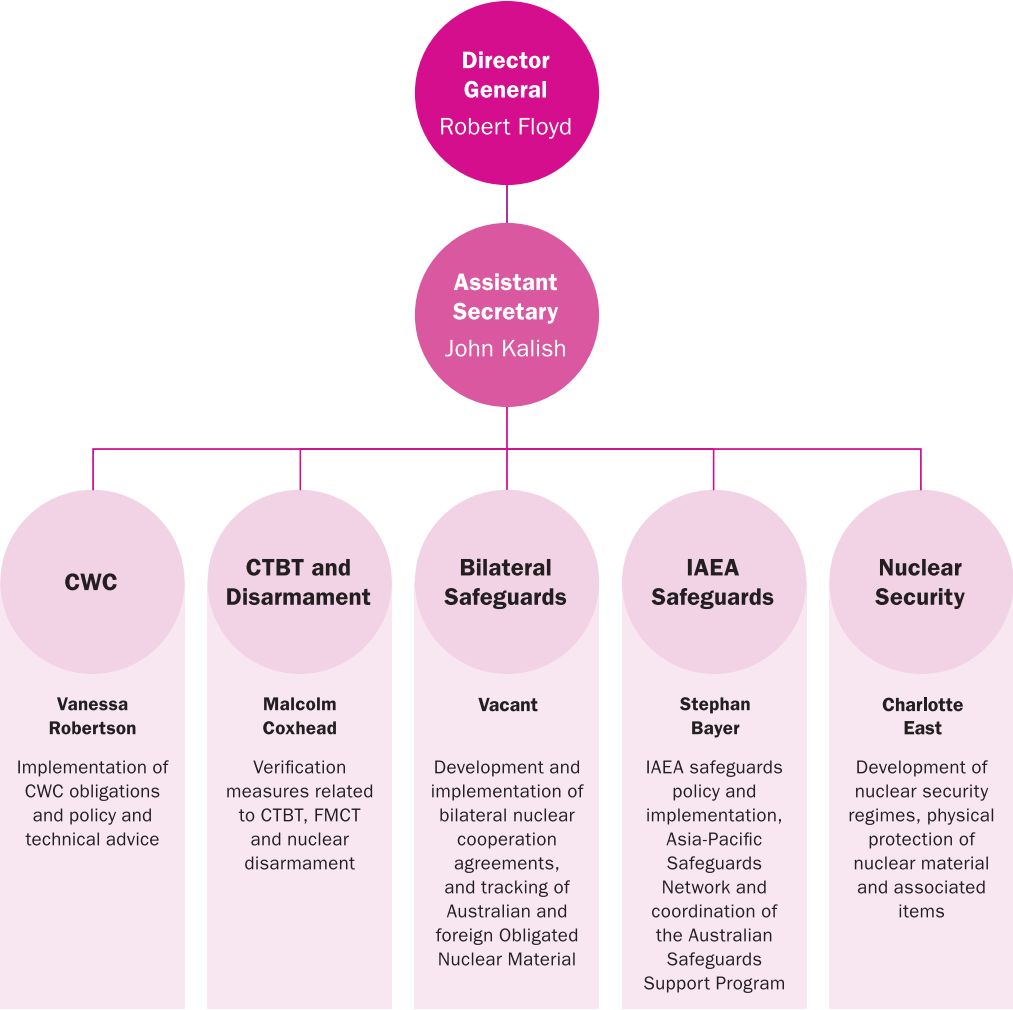 Director
General
Robert Floyd
Assistant
Secretary
John Kalish
CWC
Vanessa
Robertson
Implementation of
CWC obligations
and policy and
technical advice
CTBT and
Disarmament
Malcolm
Coxhead
Verification
measures related
to CTBT, FMCT
and nuclear
disarmament
Bilateral
Safeguards
Vacant
Development and
implementation of
bilateral nuclear
cooperation
agreements,
and tracking of
Australian and
foreign Obligated
Nuclear Material
IAEA
Safeguards
Stephan
Bayer
IAEA safeguards
policy and
implementation,
Asia-Pacific
Safeguards
Network and
coordination of
the Australian
Safeguards
Support Program
Nuclear
Security
Charlotte
East
Development of
nuclear security
regimes, physical
protection of
nuclear material
and associated
items